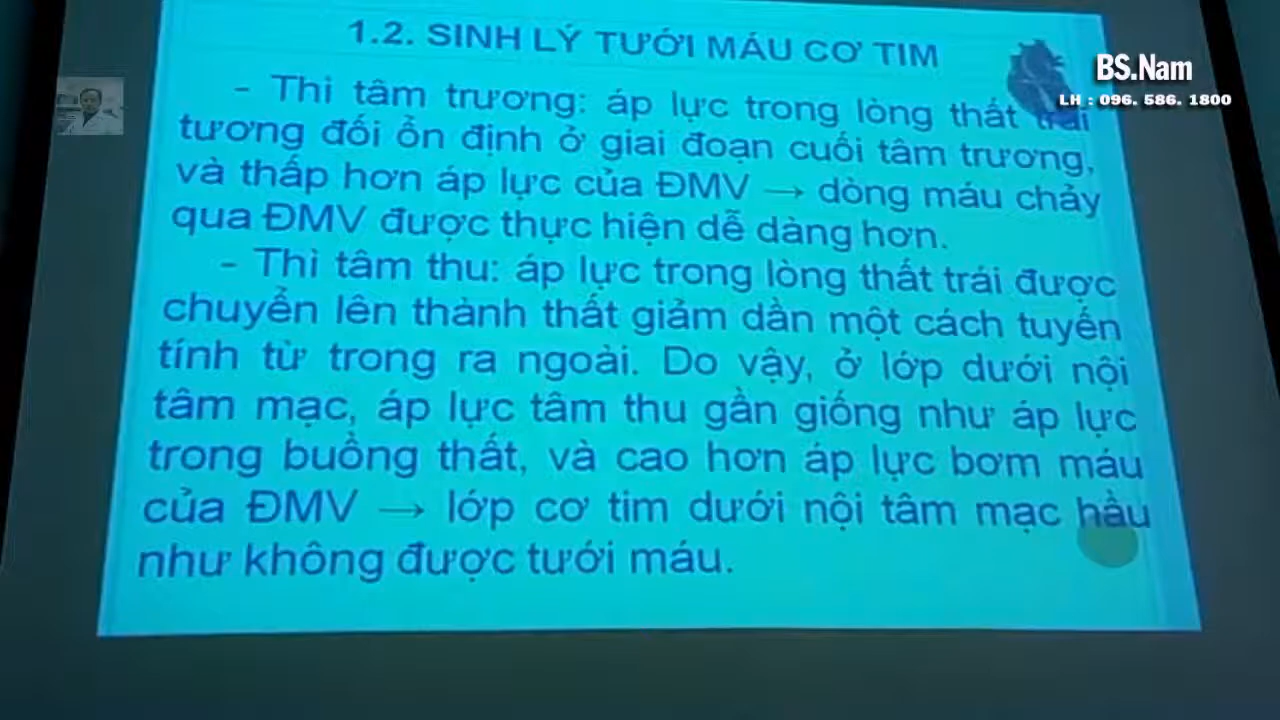 1.2. SINH LÝ TƯỚI MÁU CƠ TIM
BS.Nam
LH : 096. 586. 1800
- Thì tâm trương: áp lực trong lòng thất trái
tương đối ổn định ở giai đoạn cuối tâm trương,
và thấp hơn áp lực của ĐMV → dòng máu chảy
qua ĐMV được thực hiện dễ dàng hơn.
- Thì tâm thu: áp lực trong lòng thất trái được
chuyển lên thành thất giảm dần một cách tuyến
tính từ trong ra ngoài. Do vậy, ở lớp dưới nội
tâm mạc, áp lực tâm thu gần giống như áp lực
trong buồng thất, và cao hơn áp lực bơm máu
của ĐMV → lớp cơ tim dưới nội tâm mạc hầu
như không được tưới máu.